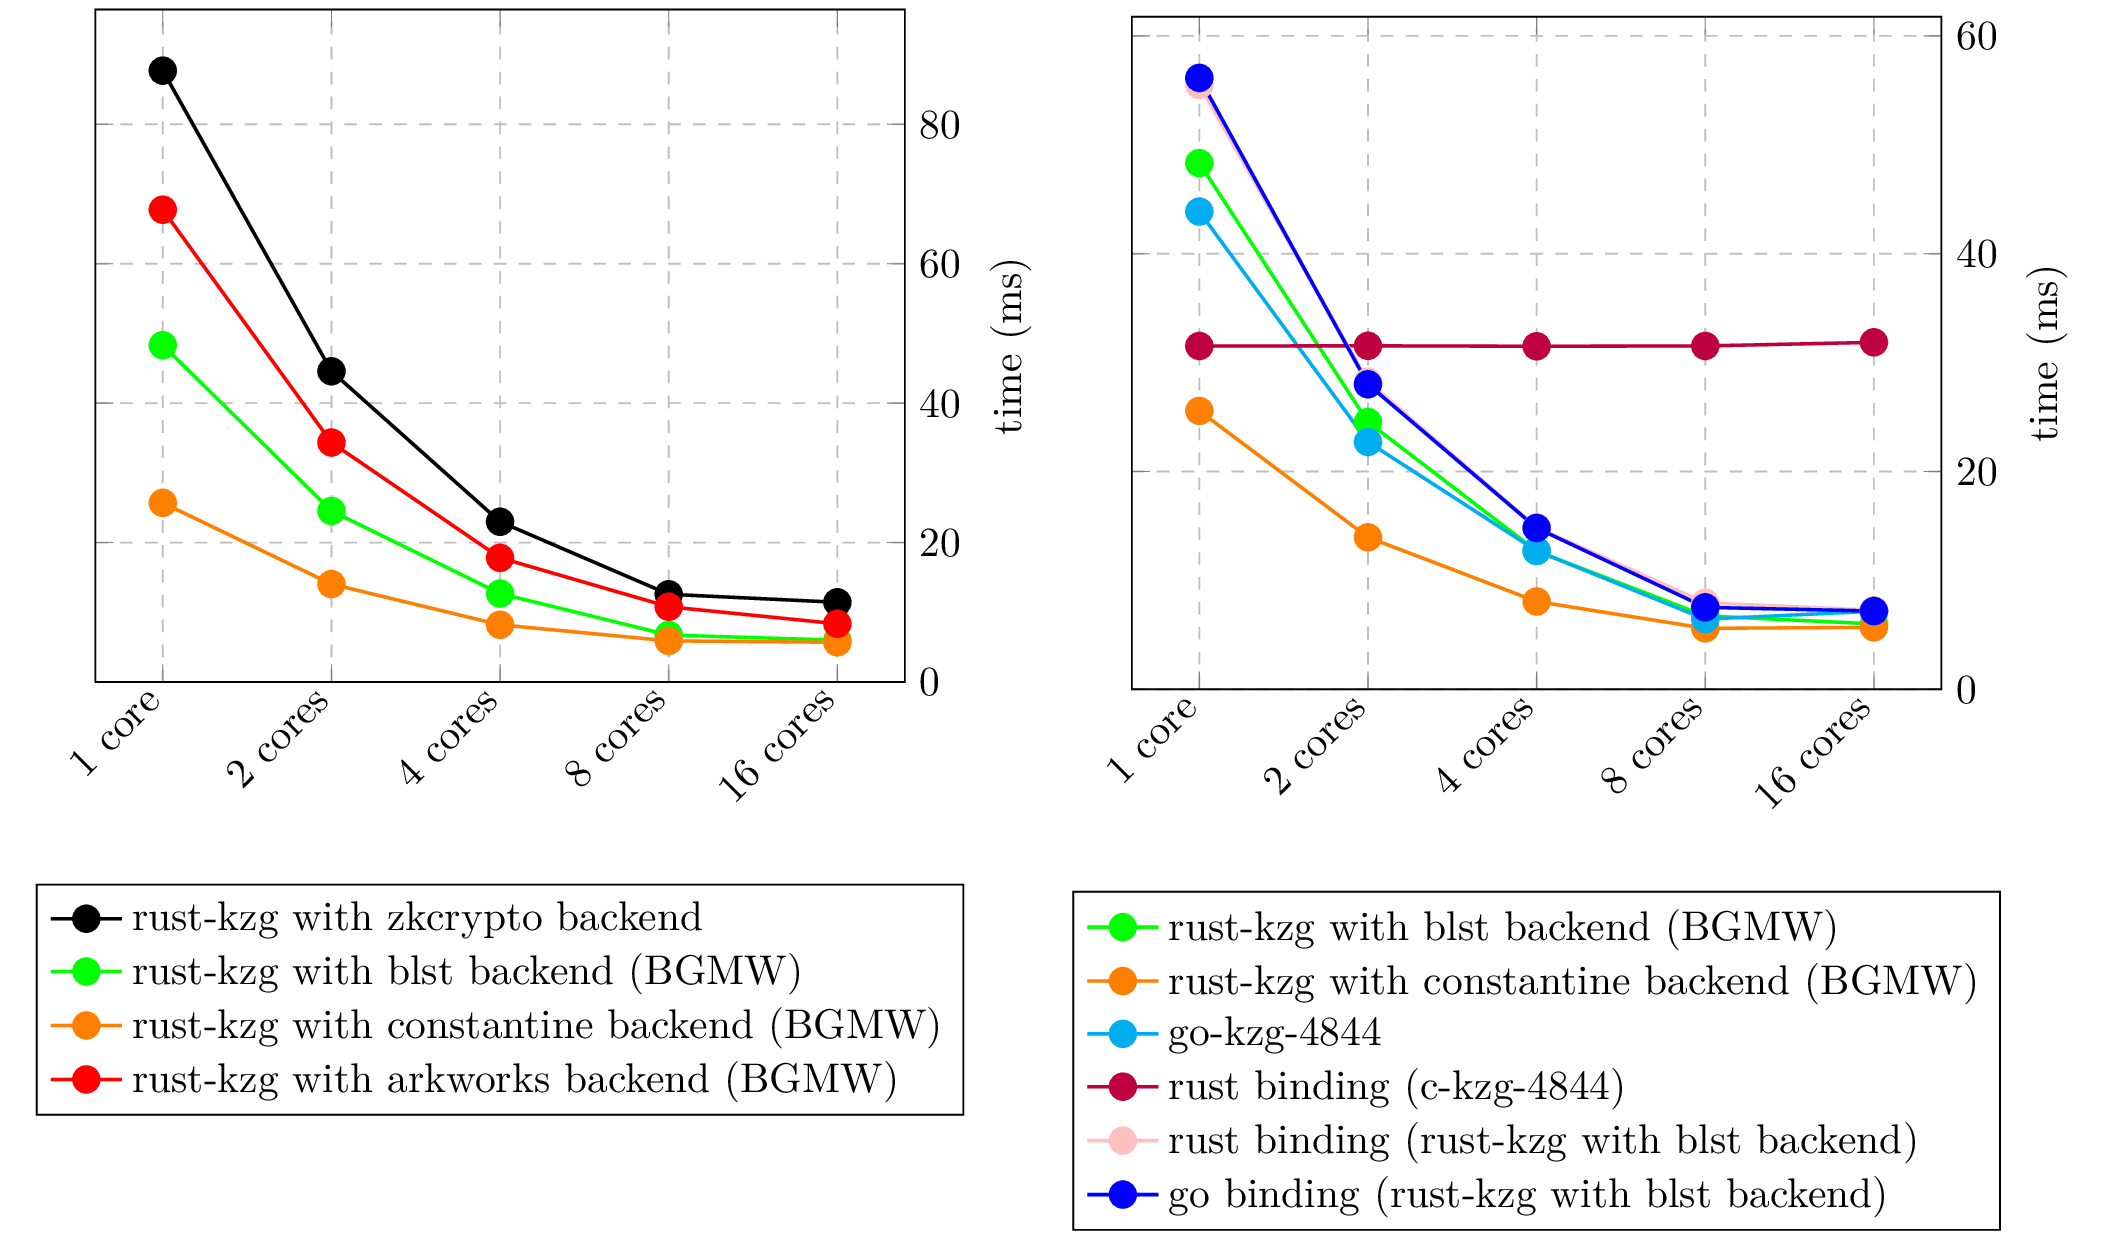 80
60
40
20
0
time (ms)
1 core
2 cores
4 cores
8 cores
16 cores
rust-kzg with zkcrypto backend
rust-kzg with blst backend (BGMW)
rust-kzg with constantine backend (BGMW)
rust-kzg with arkworks backend (BGMW)
60
40
20
0
time (ms)
1 core
2 cores
4 cores
8 cores
16 cores
rust-kzg with blst backend (BGMW)
rust-kzg with constantine backend (BGMW)
go-kzg-4844
rust binding (c-kzg-4844)
rust binding (rust-kzg with blst backend)
go binding (rust-kzg with blst backend)